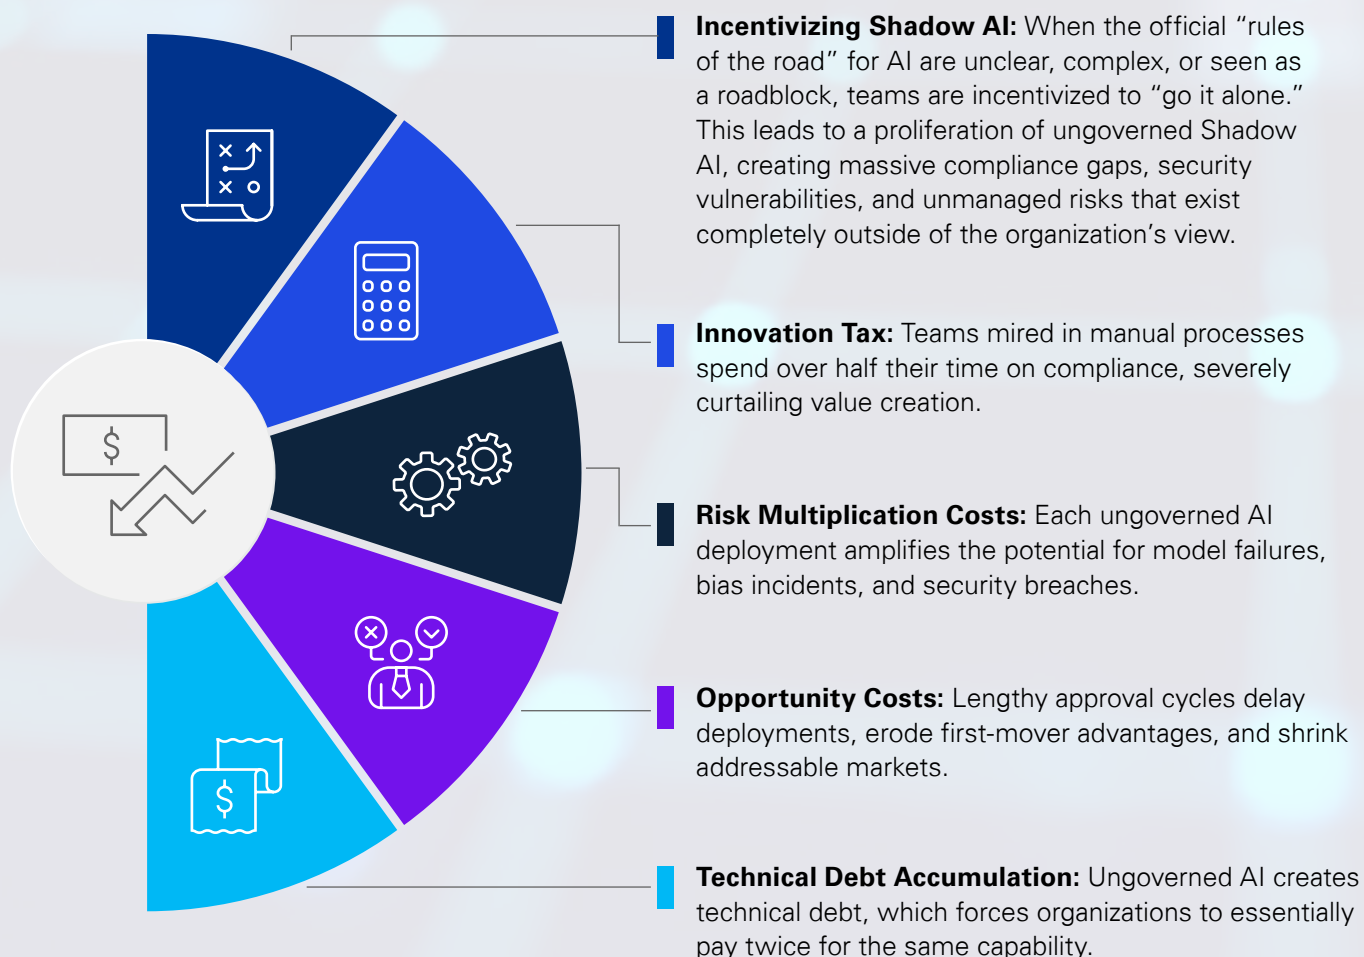 Incentivizing Shadow AI: When the official “rules
of the road” for AI are unclear, complex, or seen as
a roadblock, teams are incentivized to “go it alone.”
This leads to a proliferation of ungoverned Shadow
AI, creating massive compliance gaps, security
vulnerabilities, and unmanaged risks that exist
completely outside of the organization’s view.
Innovation Tax: Teams mired in manual processes
spend over half their time on compliance, severely
curtailing value creation.
Risk Multiplication Costs: Each ungoverned AI
deployment amplifies the potential for model failures,
bias incidents, and security breaches.
Opportunity Costs: Lengthy approval cycles delay
deployments, erode first-mover advantages, and shrink
addressable markets.
Technical Debt Accumulation: Ungoverned AI creates
technical debt, which forces organizations to essentially
pay twice for the same capability.
$
$